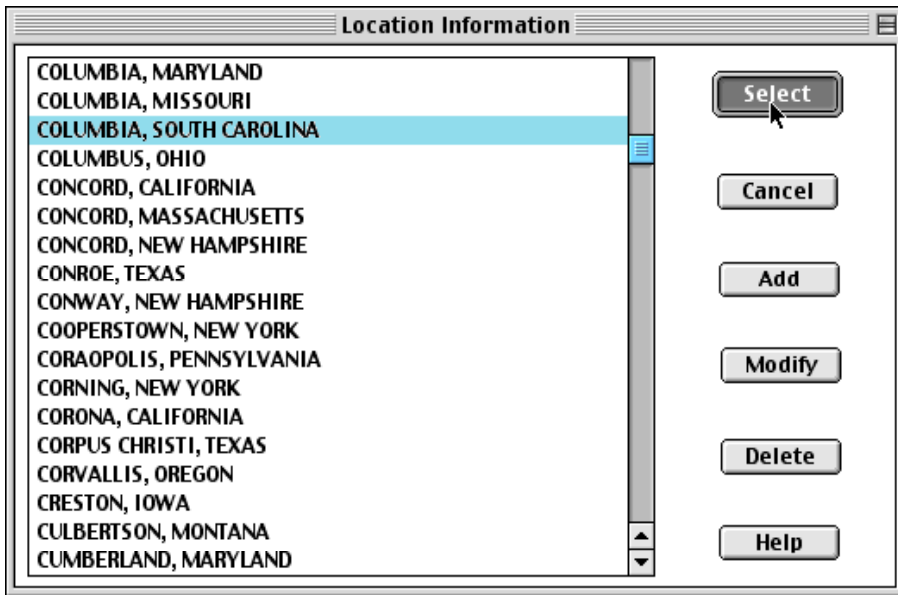 Location Information
COLUMBIA, MARYLAND
COLUMBIA, MISSOURI
COLUMBIA, SOUTH CAROLINA
COLUMBUS, OHIO
CONCORD, CALIFORNIA
CONCORD, MASSACHUSETTS
CONCORD, NEW HAMPSHIRE
CONROE, TEXAS
CONWAY, NEW HAMPSHIRE
COOPERSTOWN, NEW YORK
CORAOPOLIS, PENNSYLVANIA
CORNING, NEW YORK
CORONA, CALIFORNIA
CORPUS CHRISTI, TEXAS
CORVALLIS, OREGON
CRESTON, IOWA
CULBERTSON, MONTANA
CUMBERLAND, MARYLAND
Select
Cancel
Add
Modify
Delete
Help